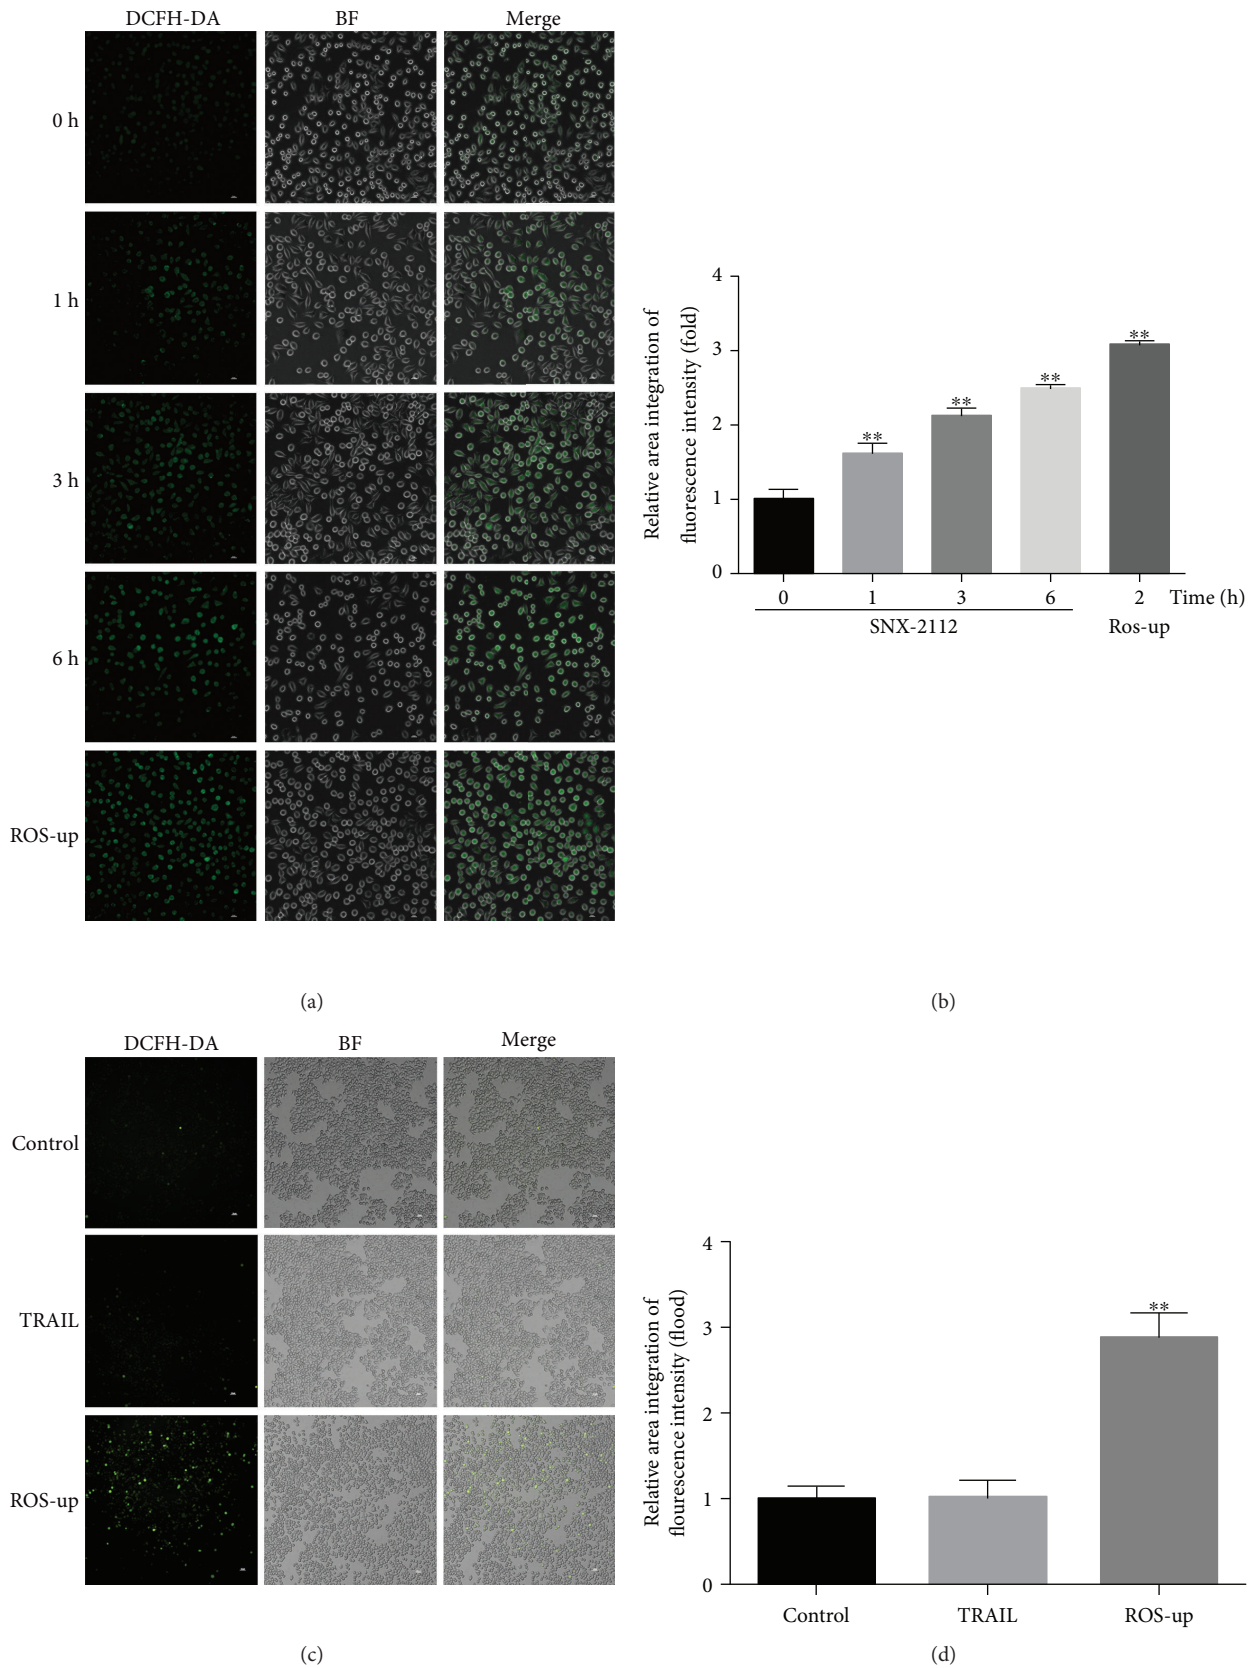 DCFH-DA BF Merge
0 h
1 h
3 h
6 h
ROS-up
(a)
Relative area integration of
fluorescence intensity (fold)
4
3
2
1
0
** ** ** **
0 1 3 6 2 Time (h)
SNX-2112 Ros-up
(b)
DCFH-DA BF Merge
Control
TRAIL
ROS-up
(c)
Relative area integration of
flourescence intensity (flood)
4
3
2
1
0
**
Control TRAIL ROS-up
(d)